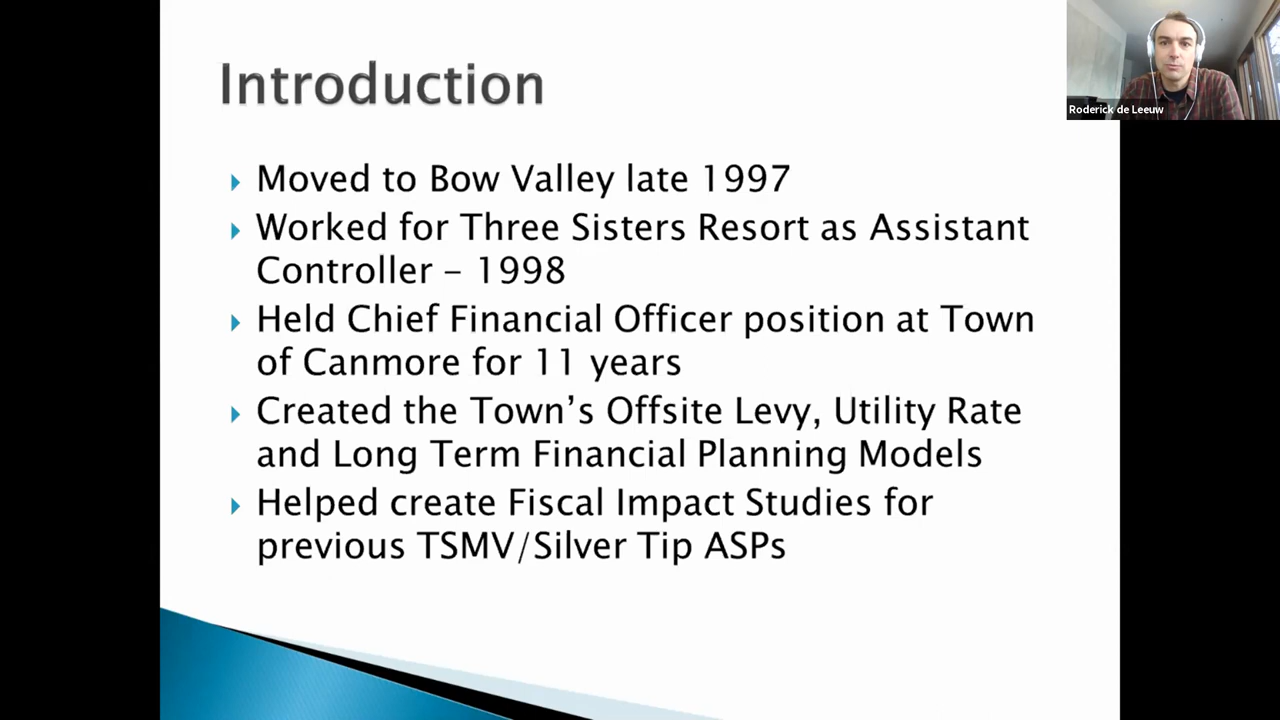 Introduction
Moved to Bow Valley late 1997
Worked for Three Sisters Resort as Assistant
Controller – 1998
Held Chief Financial Officer position at Town
of Canmore for 11 years
Created the Town’s Offsite Levy, Utility Rate
and Long Term Financial Planning Models
Helped create Fiscal Impact Studies for
previous TSMV/Silver Tip ASPs
Roderick de Leeuw